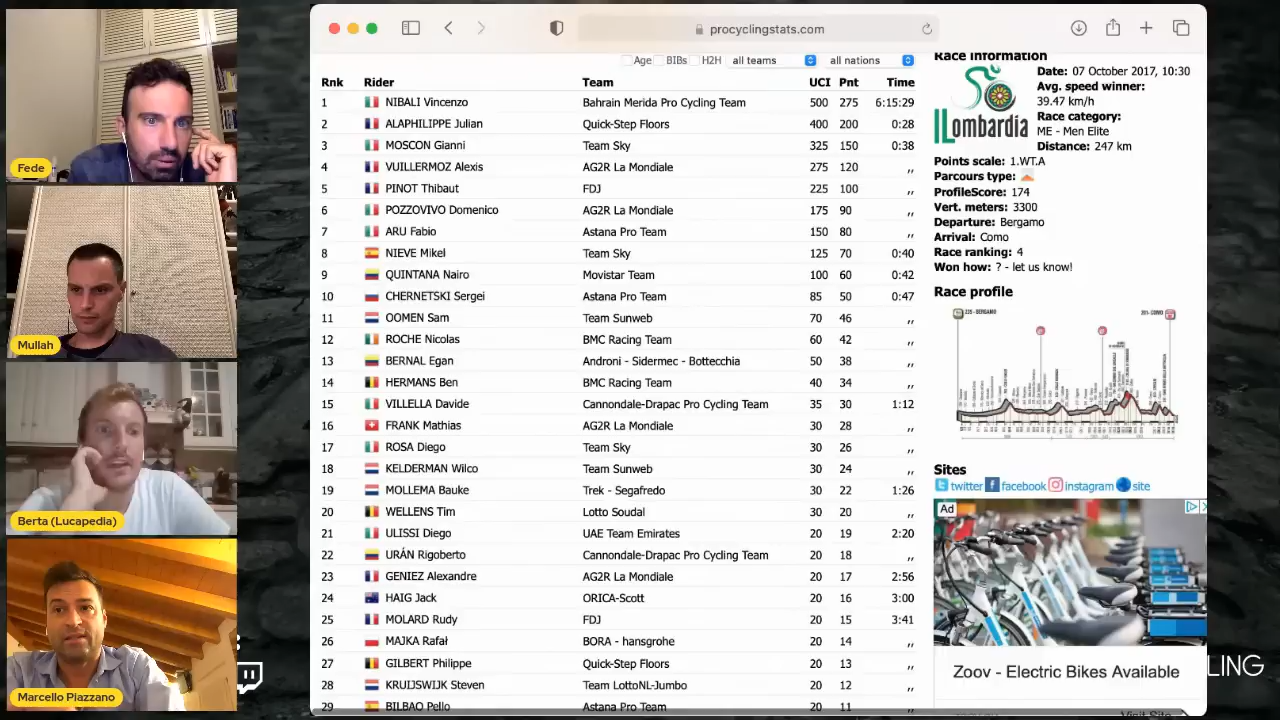 Fede
Mullah
Berta (Lucapedia)
Marcello Piazzano
procyclingstats.com
Age BIBs H2H all teams all nations
Rnk Rider Team UCI Pnt Time
1 NIBALI Vincenzo Bahrain Merida Pro Cycling Team 500 275 6:15:29
2 ALAPHILIPPE Julian Quick-Step Floors 400 200 0:28
3 MOSCON Gianni Team Sky 325 150 0:38
4 VUILLERMOZ Alexis AG2R La Mondiale 275 120 ,,
5 PINOT Thibaut FDJ 225 100 ,,
6 POZZOVIVO Domenico AG2R La Mondiale 175 90 ,,
7 ARU Fabio Astana Pro Team 150 80 ,,
8 NIEVE Mikel Team Sky 125 70 0:40
9 QUINTANA Nairo Movistar Team 100 60 0:42
10 CHERNETSKI Sergei Astana Pro Team 85 50 0:47
11 OOMEN Sam Team Sunweb 70 46 ,,
12 ROCHE Nicolas BMC Racing Team 60 42 ,,
13 BERNAL Egan Androni - Sidermec - Bottecchia 50 38 ,,
14 HERMANS Ben BMC Racing Team 40 34 ,,
15 VILLELLA Davide Cannondale-Drapac Pro Cycling Team 35 30 1:12
16 FRANK Mathias AG2R La Mondiale 30 28 ,,
17 ROSA Diego Team Sky 30 26 ,,
18 KELDERMAN Wilco Team Sunweb 30 24 ,,
19 MOLLEMA Bauke Trek - Segafredo 30 22 1:26
20 WELLENS Tim Lotto Soudal 30 20 ,,
21 ULISSI Diego UAE Team Emirates 20 19 2:20
22 URÁN Rigoberto Cannondale-Drapac Pro Cycling Team 20 18 ,,
23 GENIEZ Alexandre AG2R La Mondiale 20 17 2:56
24 HAIG Jack ORICA-Scott 20 16 3:00
25 MOLARD Rudy FDJ 20 15 3:41
26 MAJKA Rafał BORA - hansgrohe 20 14 ,,
27 GILBERT Philippe Quick-Step Floors 20 13 ,,
28 KRUIJSWIJK Steven Team LottoNL-Jumbo 20 12 ,,
29 BILBAO Pello Astana Pro Team 20 11 ,,
Race information
ILombardia
Date: 07 October 2017, 10:30
Avg. speed winner:
39.47 km/h
Race category:
ME - Men Elite
Distance: 247 km
Points scale: 1.WT.A
Parcours type:
ProfileScore: 174
Vert. meters: 3300
Departure: Bergamo
Arrival: Como
Race ranking: 4
Won how: ? - let us know!
Race profile
Sites
twitter facebook instagram site
Ad
Zoov - Electric Bikes Available
Visit Site
LING